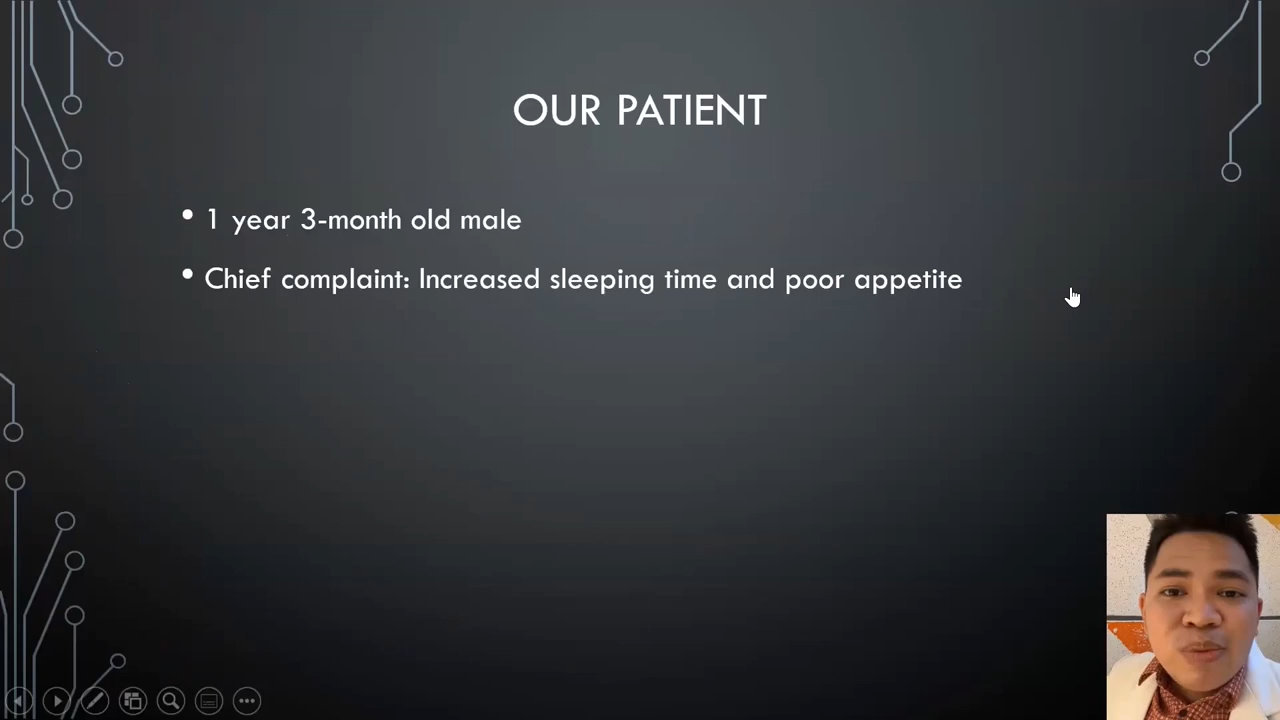 OUR PATIENT
• 1 year 3-month old male
• Chief complaint: Increased sleeping time and poor appetite